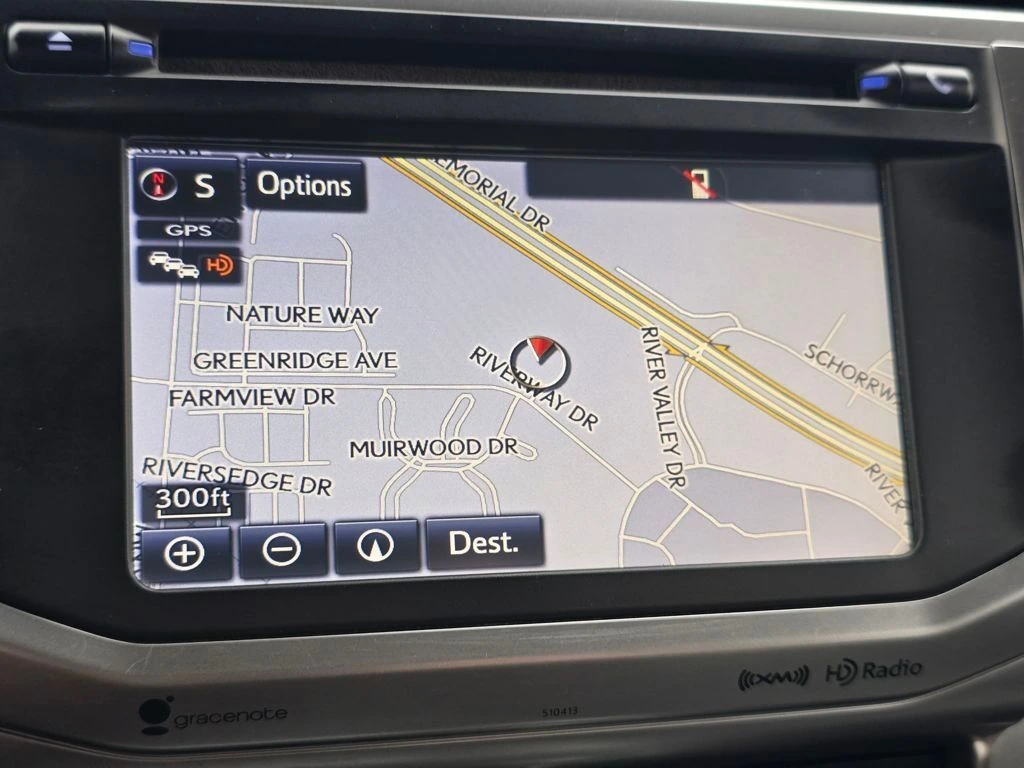 N S
Options
GPS
HD
EMORIAL DR
NATURE WAY
GREENRIDGE AVE
FARMVIEW DR
RIVERWAY DR
RIVER VALLEY DR
SCHORRW
MUIRWOOD DR
RIVERSEDGE DR
RIVER
300ft
Dest.
gracenote
510413
((XM))
HD Radio